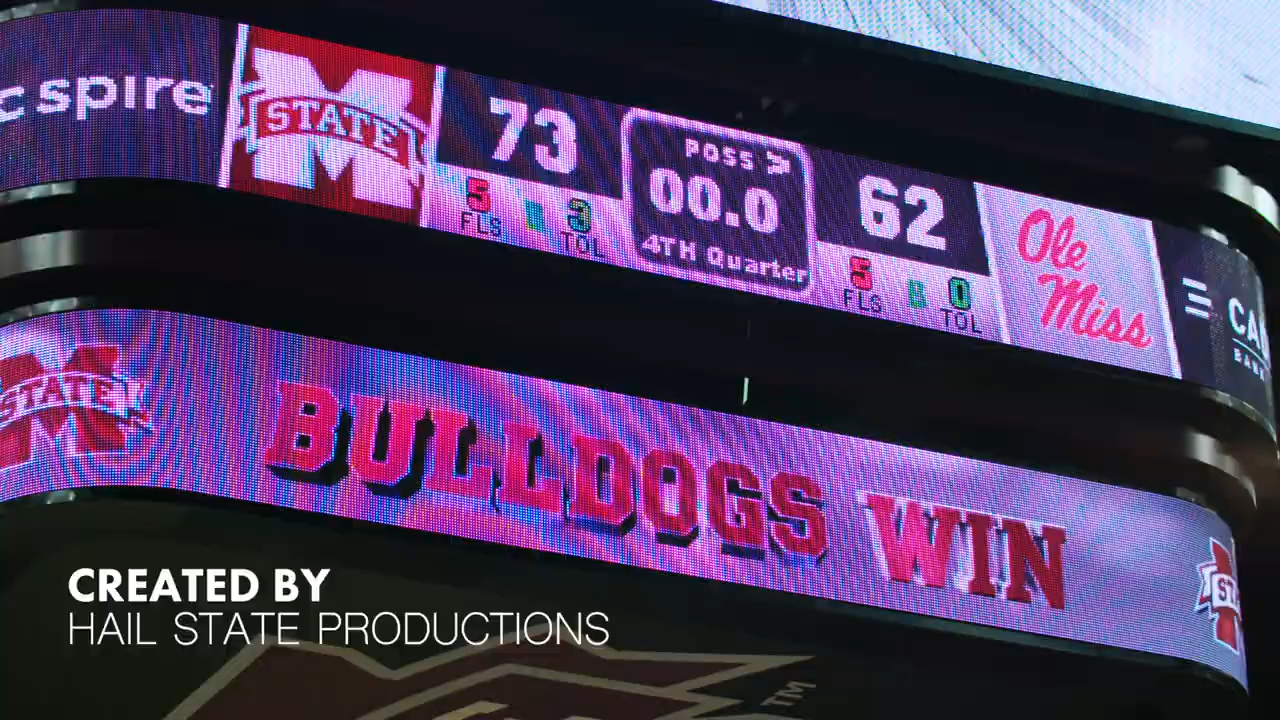 c spire
STATE
73
5
FLS
3
TOL
POSS >
00.0
4TH Quarter
62
5
FLS
0
TOL
Ole
Miss
STATE
BULLDOGS WIN
CREATED BY
HAIL STATE PRODUCTIONS
TM